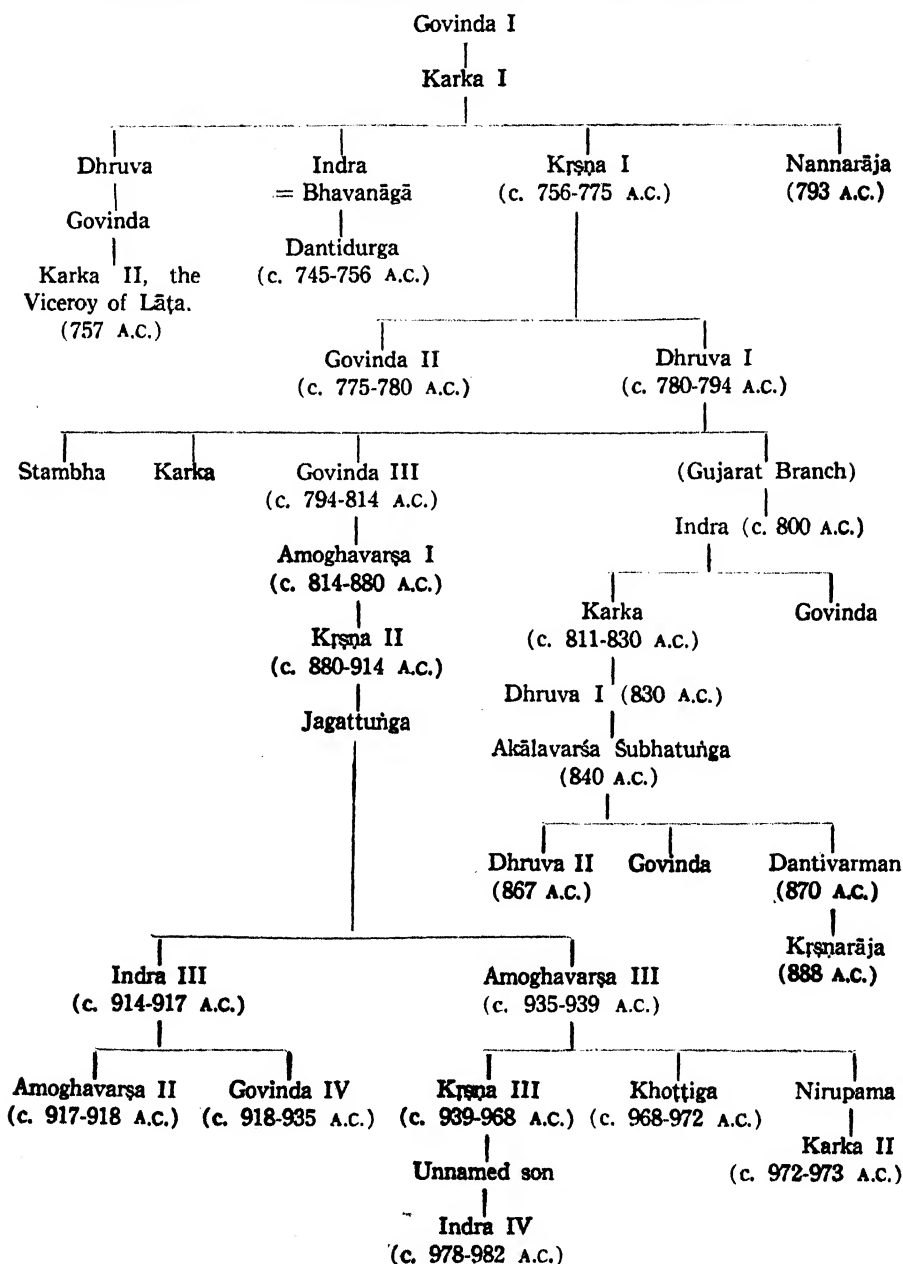 Govinda I
Karka I
Dhruva Indra Kṛṣṇa I Nannarāja
= Bhavanāgā (c. 756-775 A.C.) (793 A.C.)
Govinda
Dantidurga
Karka II, the (c. 745-756 A.C.)
Viceroy of Lāṭa.
(757 A.C.)
Govinda II Dhruva I
(c. 775-780 A.C.) (c. 780-794 A.C.)
Stambha Karka Govinda III (Gujarat Branch)
(c. 794-814 A.C.)
Indra (c. 800 A.C.)
Amoghavarṣa I
(c. 814-880 A.C.)
Karka Govinda
Kṛṣṇa II (c. 811-830 A.C.)
(c. 880-914 A.C.)
Dhruva I (830 A.C.)
Jagattuṅga
Akālavarśa Śubhatuṅga
(840 A.C.)
Dhruva II Govinda Dantivarman
(867 A.C.) (870 A.C.)
Kṛṣṇarāja
Indra III Amoghavarṣa III (888 A.C.)
(c. 914-917 A.C.) (c. 935-939 A.C.)
Amoghavarṣa II Govinda IV Kṛṣṇa III Khoṭṭiga Nirupama
(c. 917-918 A.C.) (c. 918-935 A.C.) (c. 939-968 A.C.) (c. 968-972 A.C.)
Karka II
Unnamed son (c. 972-973 A.C.)
Indra IV
(c. 978-982 A.C.)